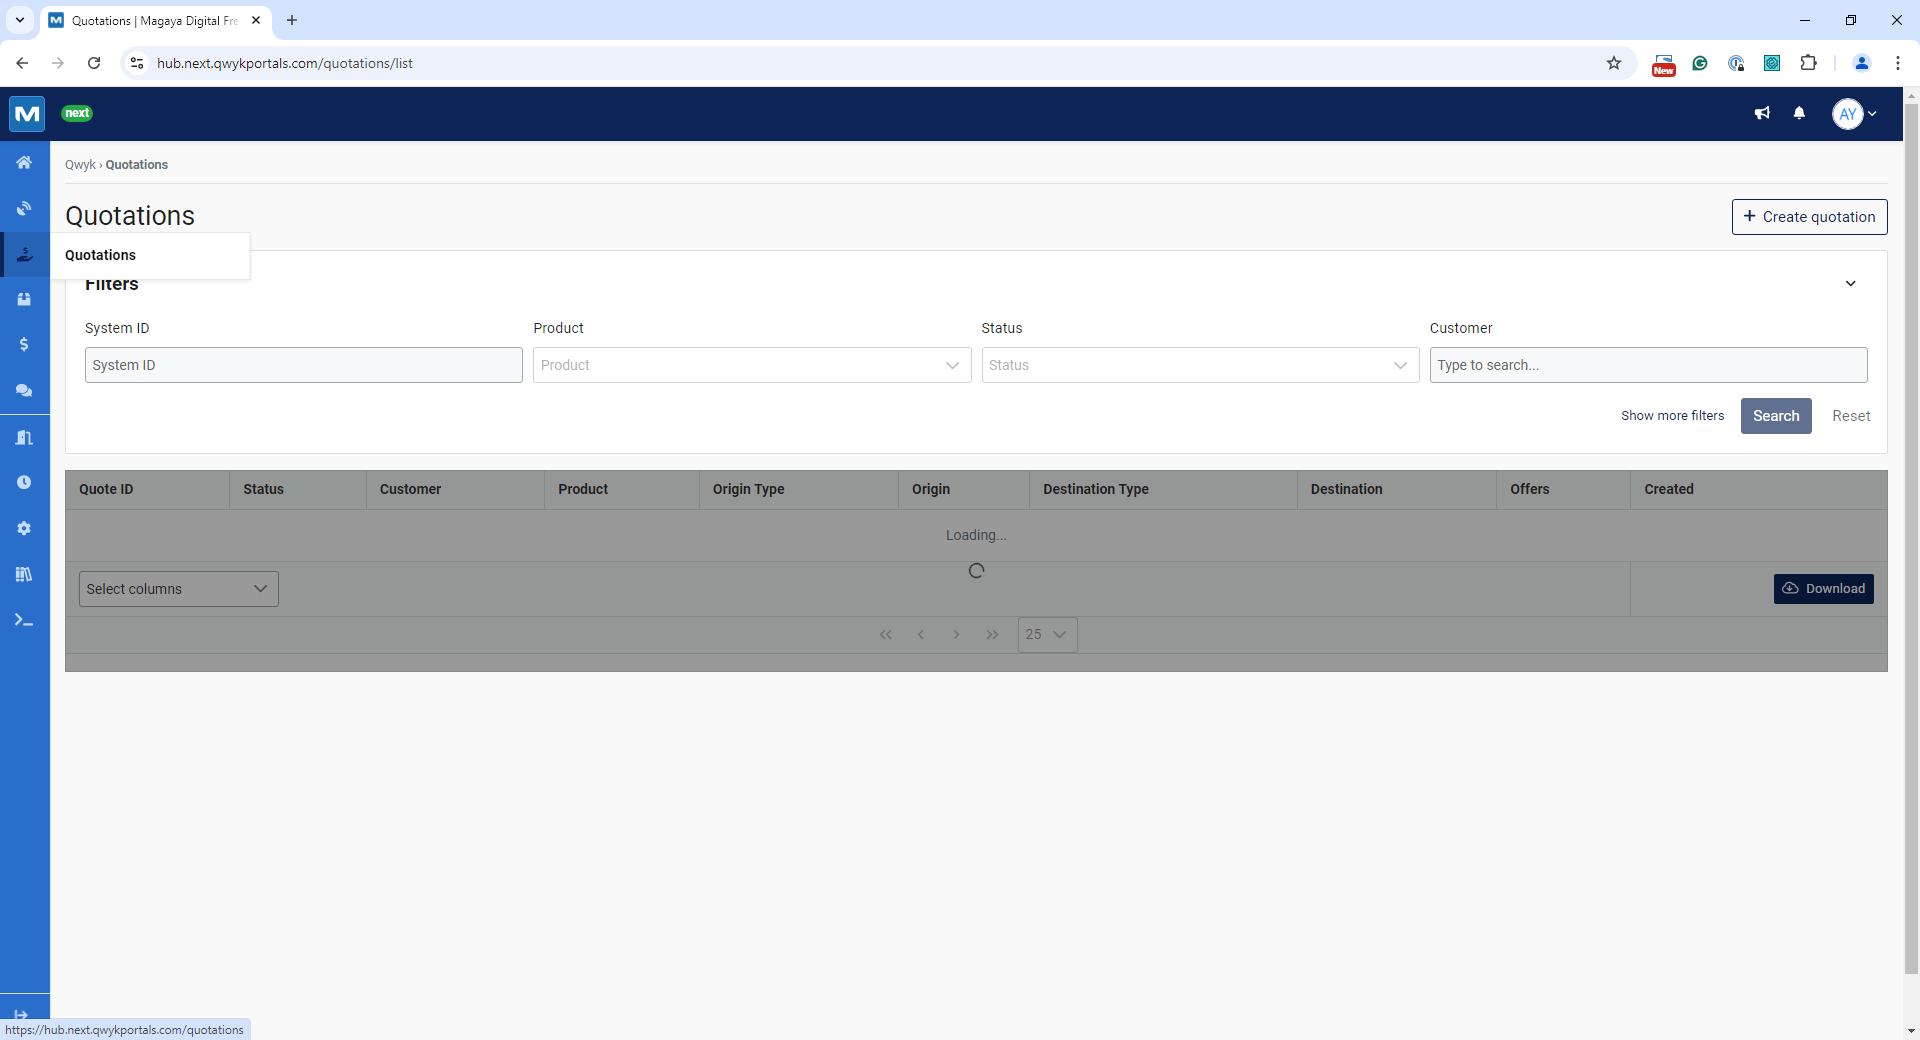 Quotations | Magaya Digital Fre
hub.next.qwykportals.com/quotations/list
New
next
AY
Qwyk › Quotations
Quotations
Create quotation
Quotations
Filters
System ID
Product
Status
Customer
System ID
Product
Status
Type to search...
Show more filters
Search
Reset
Quote ID
Status
Customer
Product
Origin Type
Origin
Destination Type
Destination
Offers
Created
Loading...
Select columns
Download
25
https://hub.next.qwykportals.com/quotations